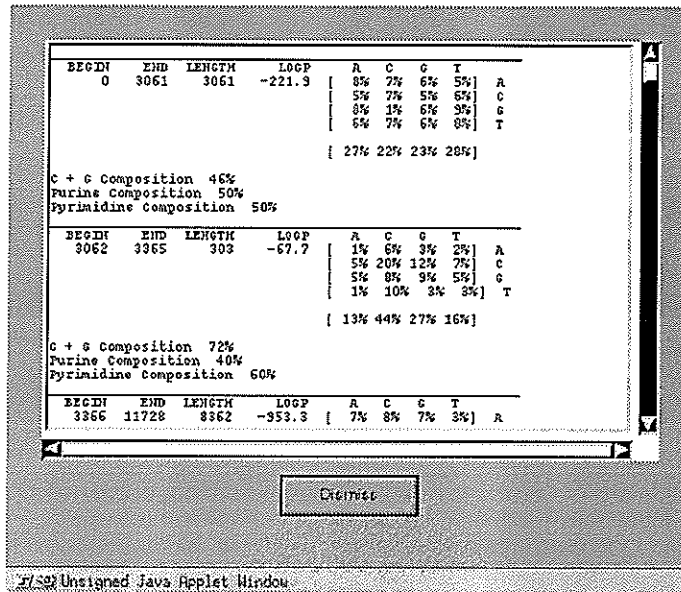 BEGIN END LENGTH LOGP A C G T
0 3061 3061 -221.9 [ 8% 7% 6% 5%] A
[ 5% 7% 5% 6%] C
[ 8% 1% 6% 9%] G
[ 6% 7% 6% 8%] T
[ 27% 22% 23% 28%]
C + G Composition 46%
Purine Composition 50%
Pyrimidine Composition 50%
BEGIN END LENGTH LOGP A C G T
3062 3365 303 -67.7 [ 1% 6% 3% 2%] A
[ 5% 20% 12% 7%] C
[ 5% 8% 9% 5%] G
[ 1% 10% 3% 3%] T
[ 13% 44% 27% 16%]
C + G Composition 72%
Purine Composition 40%
Pyrimidine Composition 60%
BEGIN END LENGTH LOGP A C G T
3366 11728 8362 -953.3 [ 7% 8% 7% 3%] A
Dismiss
Unsigned Java Applet Window